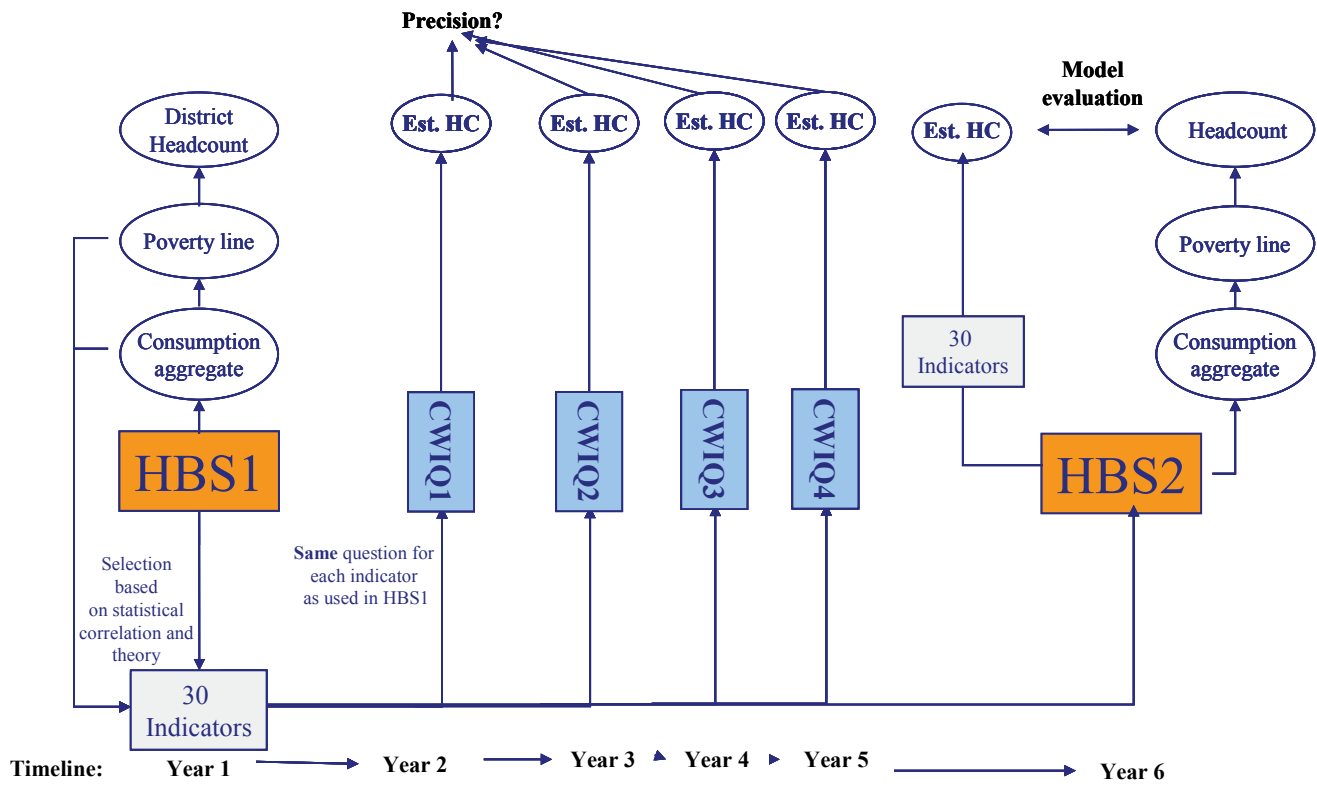 Precision?
District
Headcount
Est. HC
Est. HC
Est. HC
Est. HC
Est. HC
Model
evaluation
Headcount
Poverty line
Poverty line
Consumption
aggregate
30
Indicators
Consumption
aggregate
HBS1
CWIQ1
CWIQ2
CWIQ3
CWIQ4
HBS2
Selection
based
on statistical
correlation and
theory
Same question for
each indicator
as used in HBS1
30
Indicators
Timeline:
Year 1
Year 2
Year 3
Year 4
Year 5
Year 6